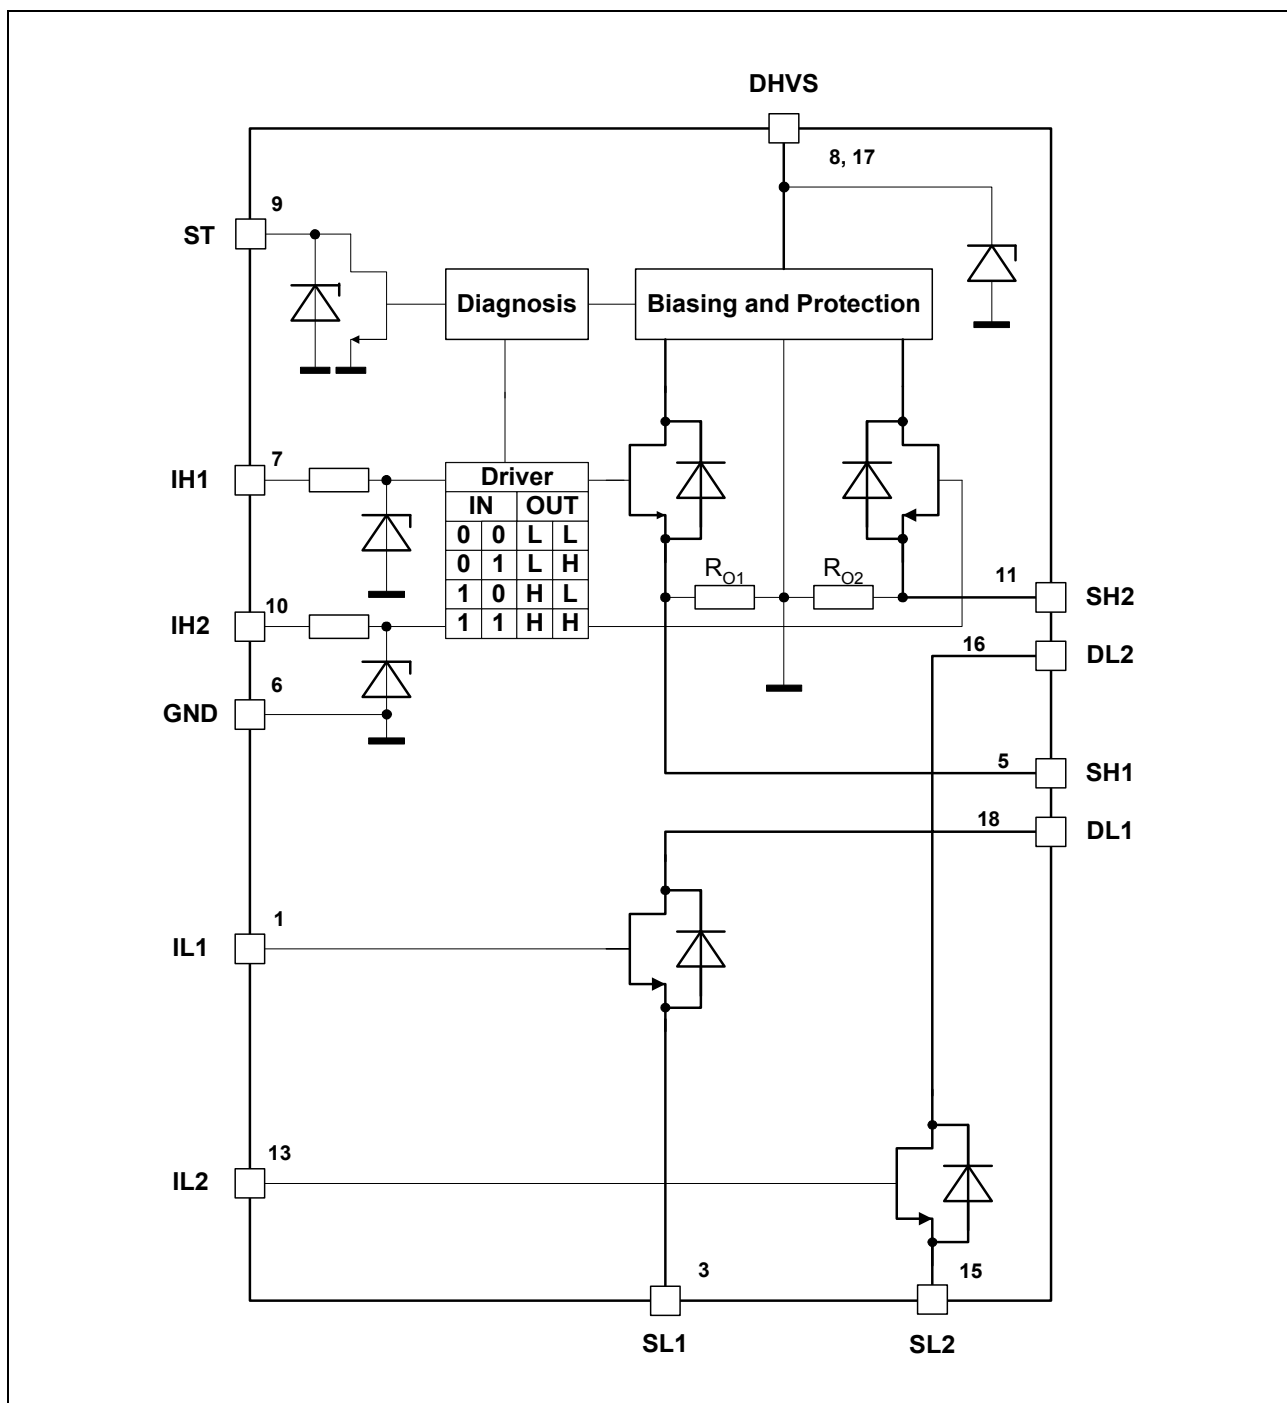 DHVS
8, 17
9
ST
Diagnosis
Biasing and Protection
7
IH1
Driver
IN OUT
0 0 L L
0 1 L H
1 0 H L
1 1 H H
RO1
RO2
11
SH2
10
IH2
16
DL2
6
GND
5
SH1
18
DL1
1
IL1
13
IL2
3
15
SL1
SL2